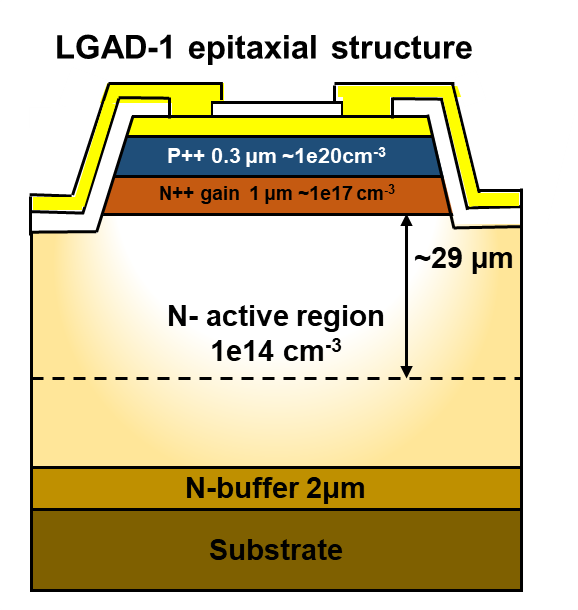 LGAD-1 epitaxial structure
P++ 0.3 µm ~1e20cm⁻³
N++ gain 1 µm ~1e17 cm⁻³
~29 µm
N- active region
1e14 cm⁻³
N-buffer 2µm
Substrate